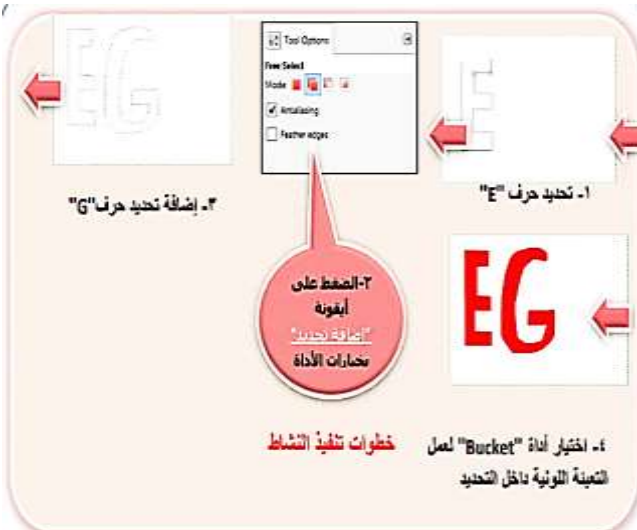 E
١- تحديد حرف "E"
Tool Options
Free Select
Mode
Antialiasing
Feather edges
٢-الضغط على
أيقونة
"إضافة تحديد"
بخيارات الأداة
EG
٣- إضافة تحديد حرف"G"
EG
٤- اختيار أداة "Bucket" لعمل
التعبئة اللونية داخل التحديد
خطوات تنفيذ النشاط